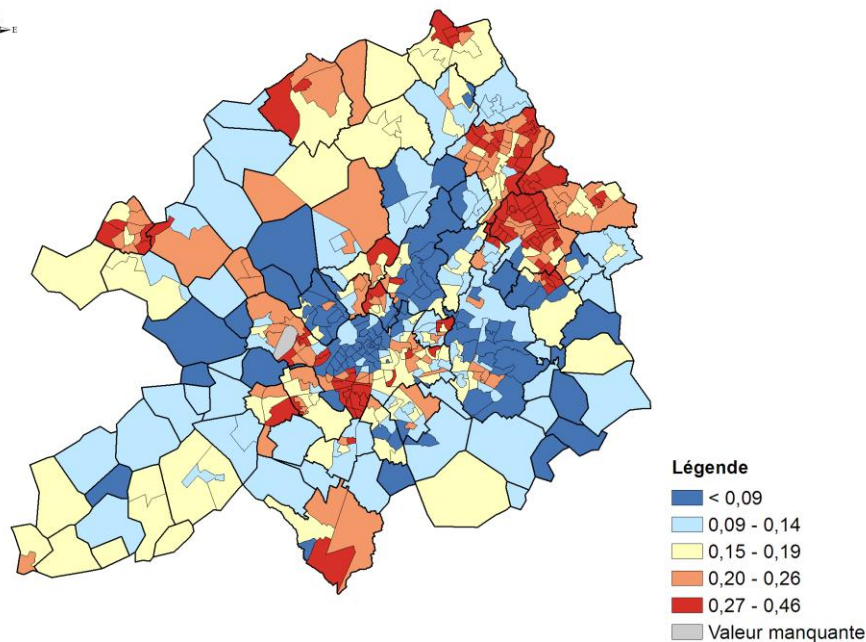 E
Légende
< 0,09
0,09 - 0,14
0,15 - 0,19
0,20 - 0,26
0,27 - 0,46
Valeur manquante